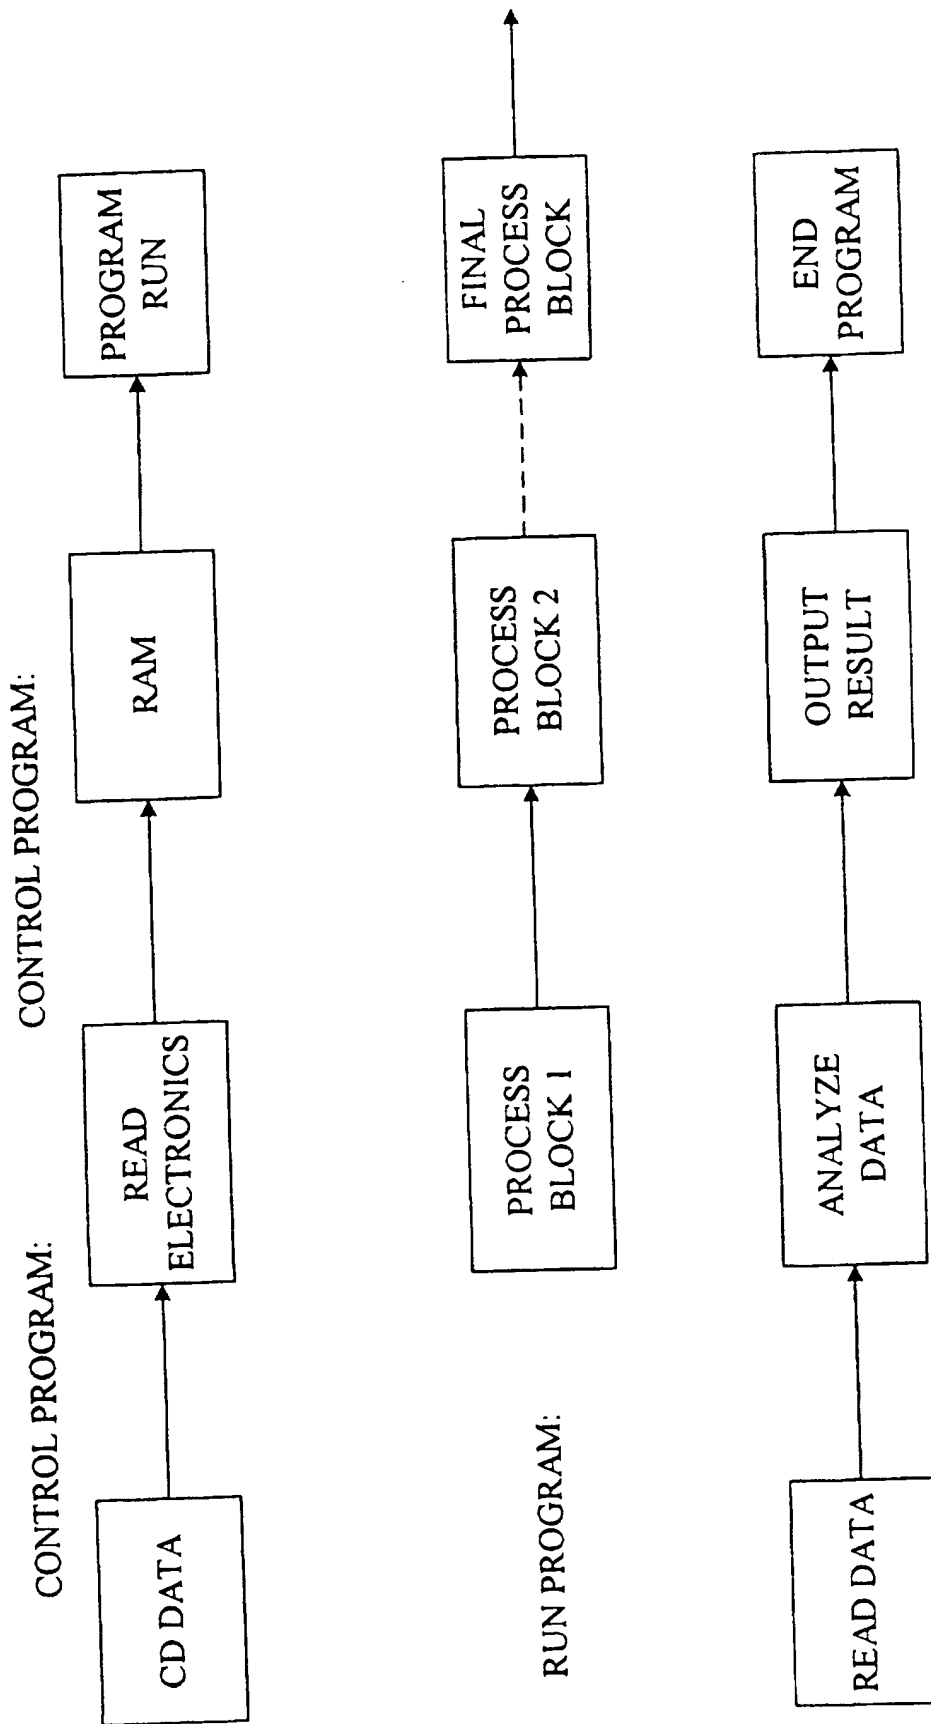 CONTROL PROGRAM:
CONTROL PROGRAM:
CD DATA
READ
ELECTRONICS
RAM
PROGRAM
RUN
RUN PROGRAM:
PROCESS
BLOCK 1
PROCESS
BLOCK 2
FINAL
PROCESS
BLOCK
READ DATA
ANALYZE
DATA
OUTPUT
RESULT
END
PROGRAM